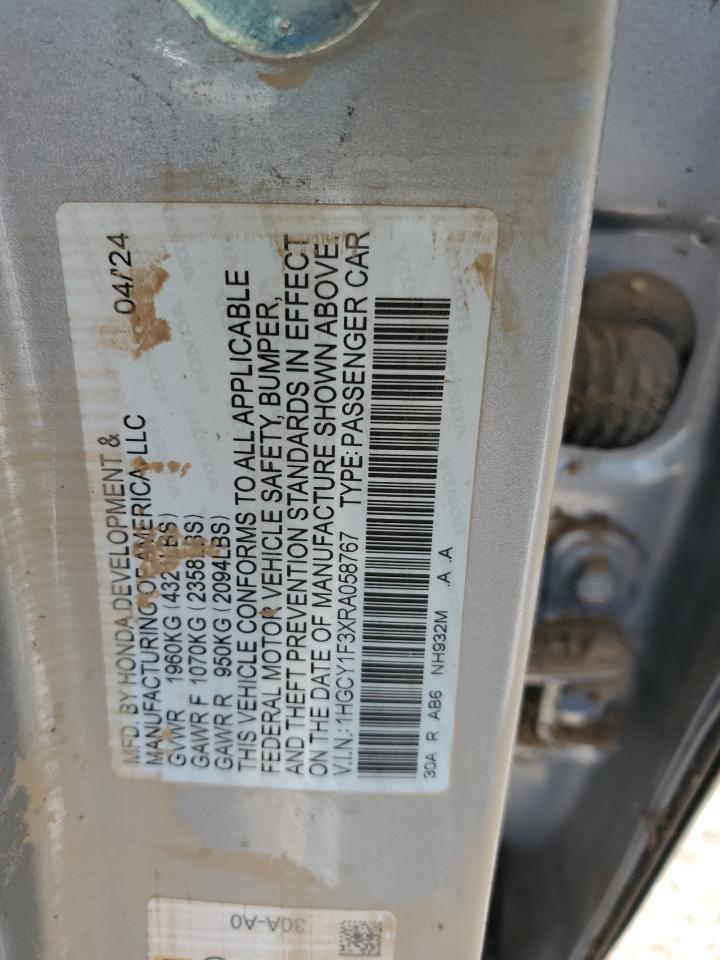 MFD. BY HONDA DEVELOPMENT & 04/'24
MANUFACTURING OF AMERICA, LLC
GVWR 1960KG
GAWR F 1070KG (2358LBS)
GAWR R 950KG (2094LBS)
THIS VEHICLE CONFORMS TO ALL APPLICABLE
FEDERAL MOTOR VEHICLE SAFETY, BUMPER,
AND THEFT PREVENTION STANDARDS IN EFFECT
ON THE DATE OF MANUFACTURE SHOWN ABOVE.
V.I.N.: 1HGCY1F3XRA058767 TYPE: PASSENGER CAR
30A R AB6 NH932M .A .A
30A-A0